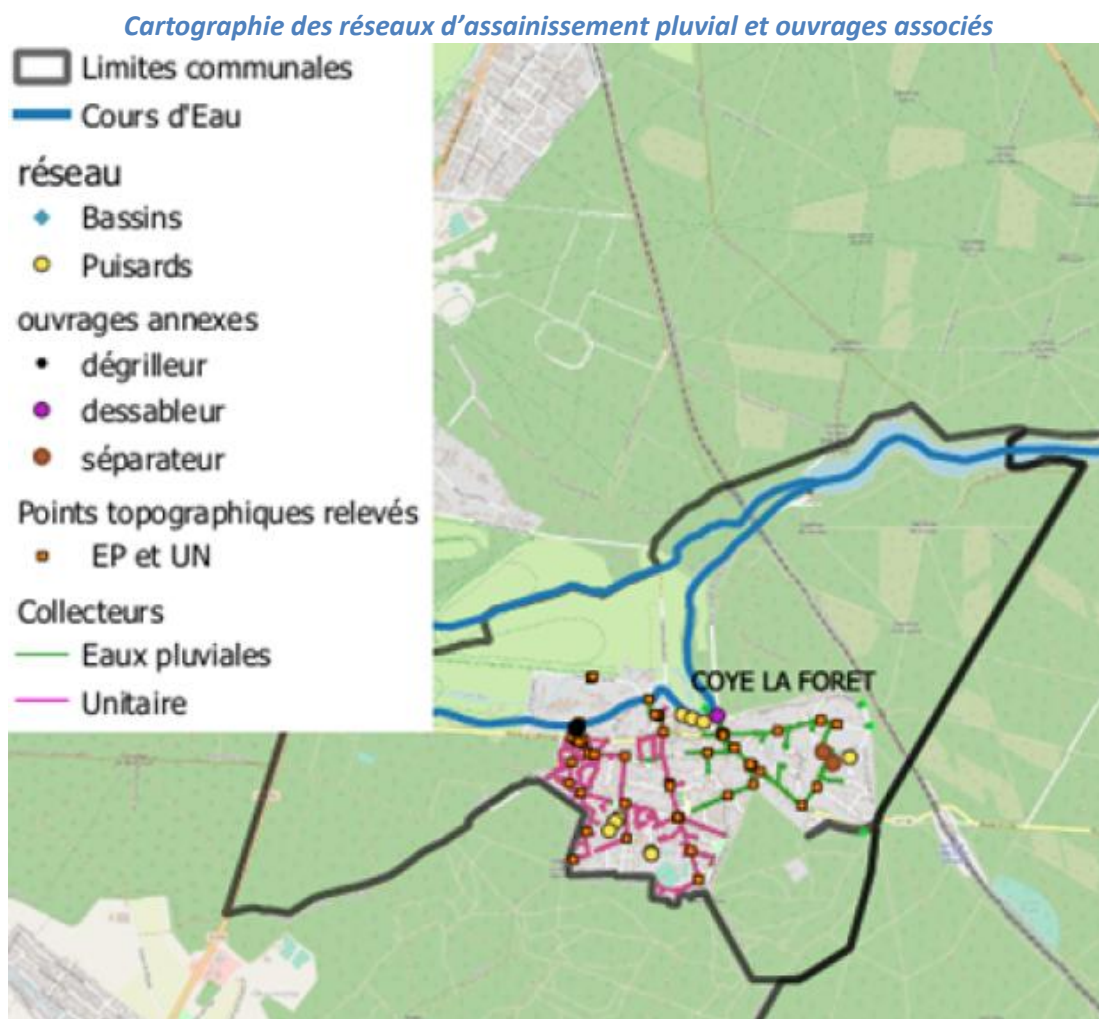 Cartographie des réseaux d’assainissement pluvial et ouvrages associés
Limites communales
Cours d'Eau
réseau
Bassins
Puisards
ouvrages annexes
dégrilleur
dessableur
séparateur
Points topographiques relevés
EP et UN
Collecteurs
Eaux pluviales
Unitaire
COYE LA FORET